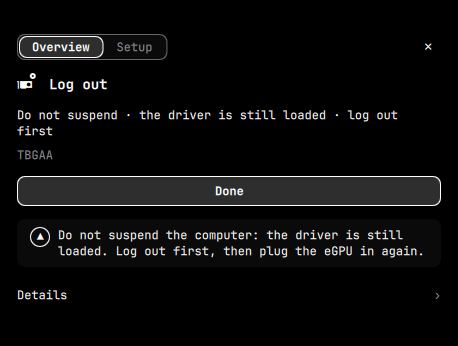 Overview Setup ×
Log out
Do not suspend · the driver is still loaded · log out
first
TBGAA
Done
Do not suspend the computer: the driver is still
loaded. Log out first, then plug the eGPU in again.
Details ›